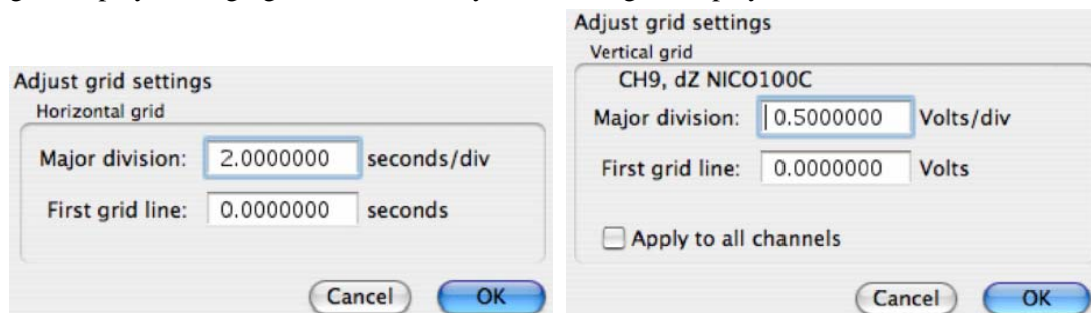 Adjust grid settings
Horizontal grid
Major division: 2.0000000 seconds/div
First grid line: 0.0000000 seconds
Cancel OK
Adjust grid settings
Vertical grid
CH9, dZ NICO100C
Major division: 0.5000000 Volts/div
First grid line: 0.0000000 Volts
Apply to all channels
Cancel OK